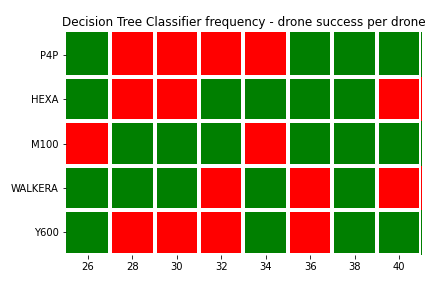 Decision Tree Classifier frequency - drone success per drone
P4P
HEXA
M100
WALKERA
Y600
26 28 30 32 34 36 38 40